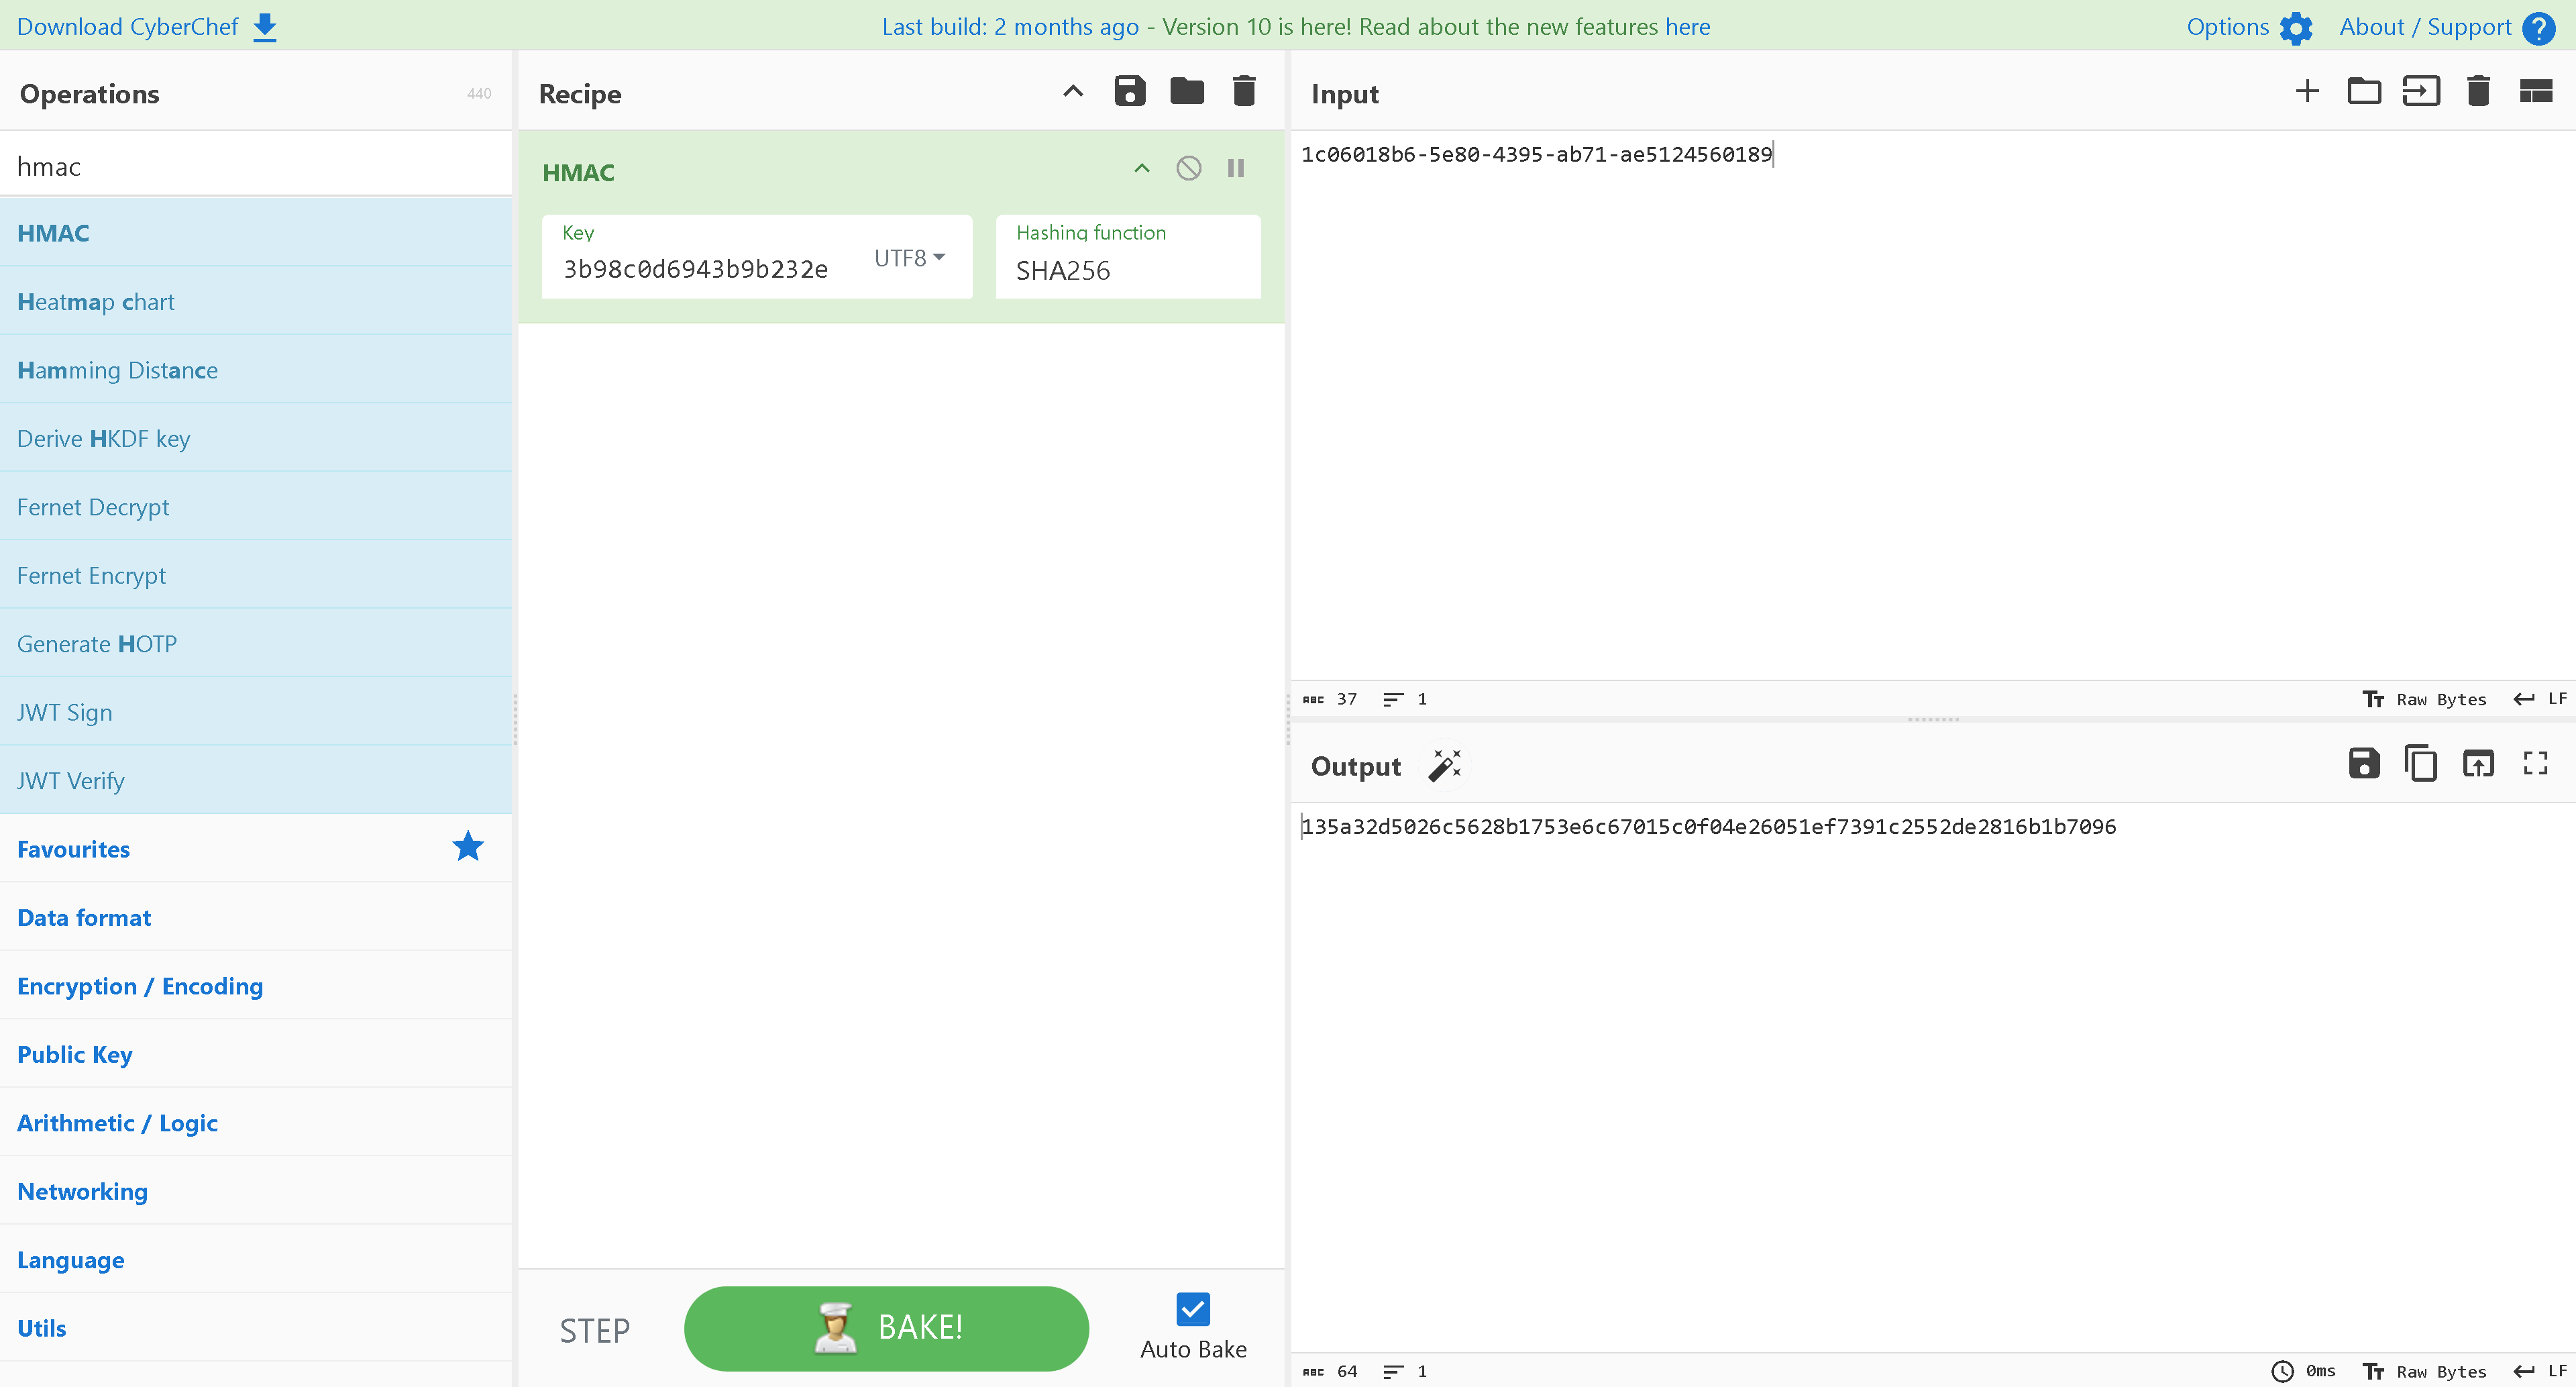 Download CyberChef
Last build: 2 months ago - Version 10 is here! Read about the new features here
Options
About / Support
Operations
440
hmac
HMAC
Heatmap chart
Hamming Distance
Derive HKDF key
Fernet Decrypt
Fernet Encrypt
Generate HOTP
JWT Sign
JWT Verify
Favourites
Data format
Encryption / Encoding
Public Key
Arithmetic / Logic
Networking
Language
Utils
Recipe
HMAC
Key
3b98c0d6943b9b232e
UTF8
Hashing function
SHA256
STEP
BAKE!
Auto Bake
Input
1c06018b6-5e80-4395-ab71-ae5124560189
ABC 37 1
Raw Bytes
LF
Output
135a32d5026c5628b1753e6c67015c0f04e26051ef7391c2552de2816b1b7096
ABC 64 1
0ms
Raw Bytes
LF